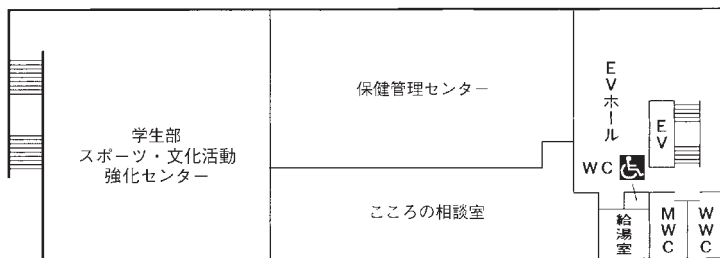 学生部
スポーツ・文化活動
強化センター
保健管理センター
こころの相談室
EVホール
EV
WC
給湯室
MWC
WWC